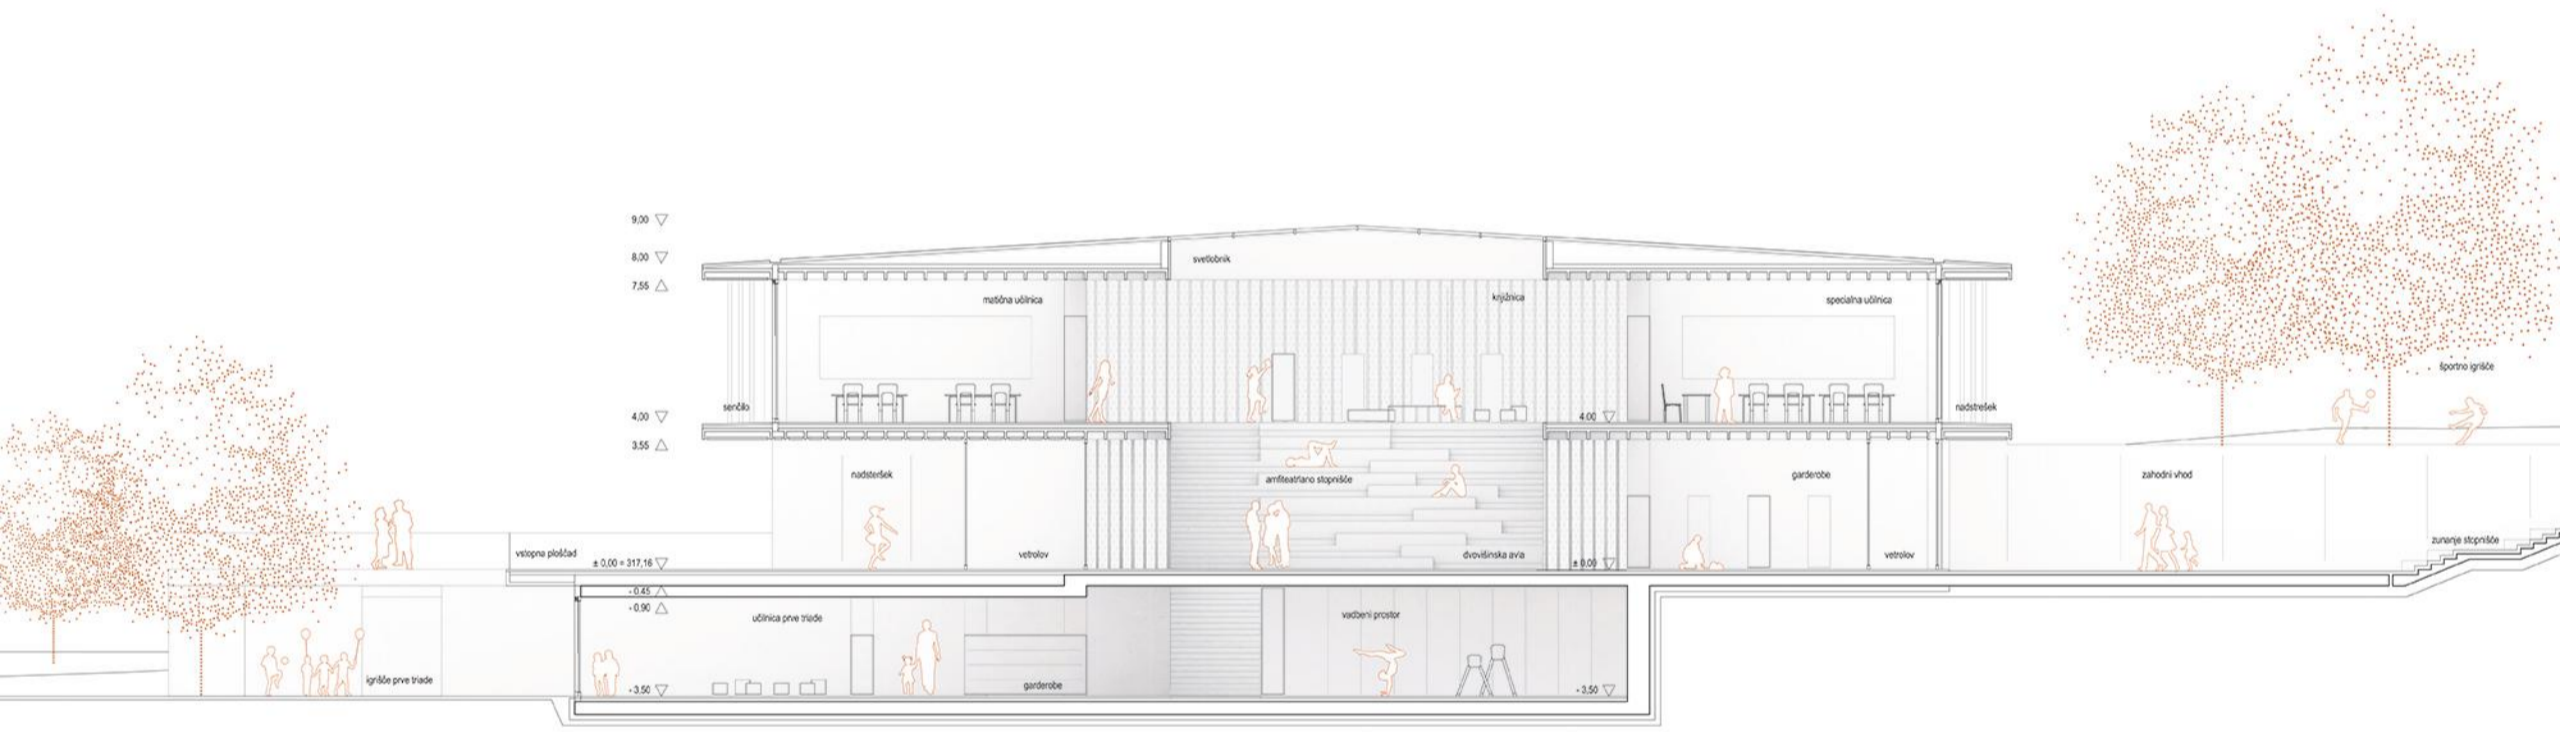 9,00
8,00
7,55
svetlobnik
matična učilnica
knjižnica
specialna učilnica
športno igrišče
senčilo
nadstrešek
4,00
4.00
3,55
nadsteršek
amfiteatrlano stopnišče
garderobe
zahodni vhod
zunanje stopnišče
vstopna ploščad
vetrolov
dvovišinska avla
vetrolov
± 0,00 = 317,16
± 0,00
- 0.45
- 0.90
učilnica prve triade
vadbeni prostor
igrišče prve triade
garderobe
- 3.50
- 3,50